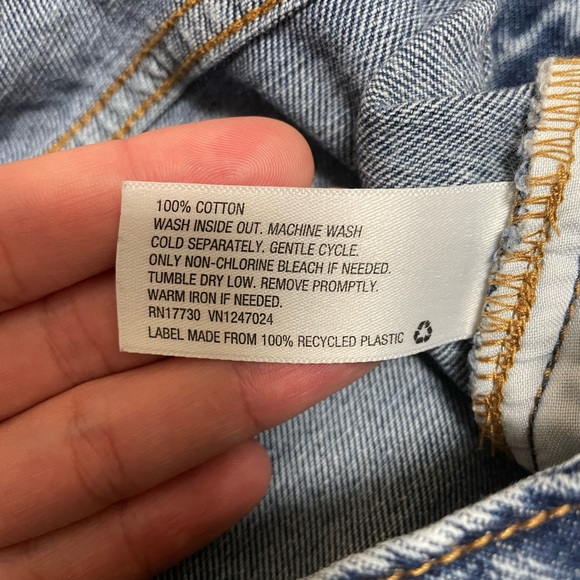 100% COTTON
WASH INSIDE OUT. MACHINE WASH
COLD SEPARATELY. GENTLE CYCLE.
ONLY NON-CHLORINE BLEACH IF NEEDED.
TUMBLE DRY LOW. REMOVE PROMPTLY.
WARM IRON IF NEEDED.
RN17730 VN1247024
LABEL MADE FROM 100% RECYCLED PLASTIC